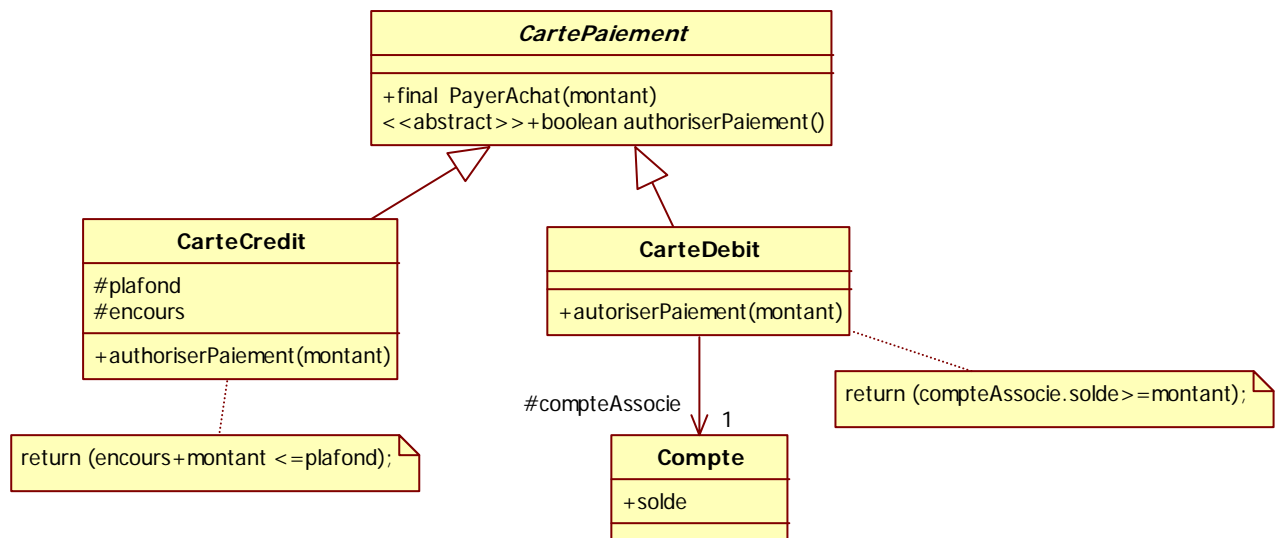 CartePaiement
+final PayerAchat(montant)
<<abstract>>+boolean authoriserPaiement()
CarteCredit
#plafond
#encours
+authoriserPaiement(montant)
CarteDebit
+autoriserPaiement(montant)
return (compteAssocie.solde>=montant);
#compteAssocie
1
return (encours+montant <=plafond);
Compte
+solde